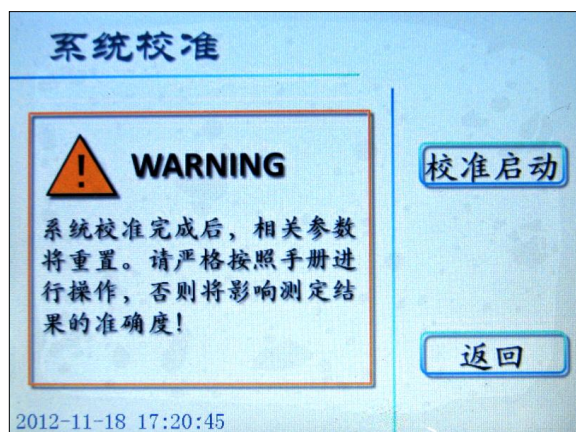 系统校准
WARNING
系统校准完成后，相关参数
将重置。请严格按照手册进
行操作，否则将影响测定结
果的准确度！
校准启动
返回
2012-11-18 17:20:45